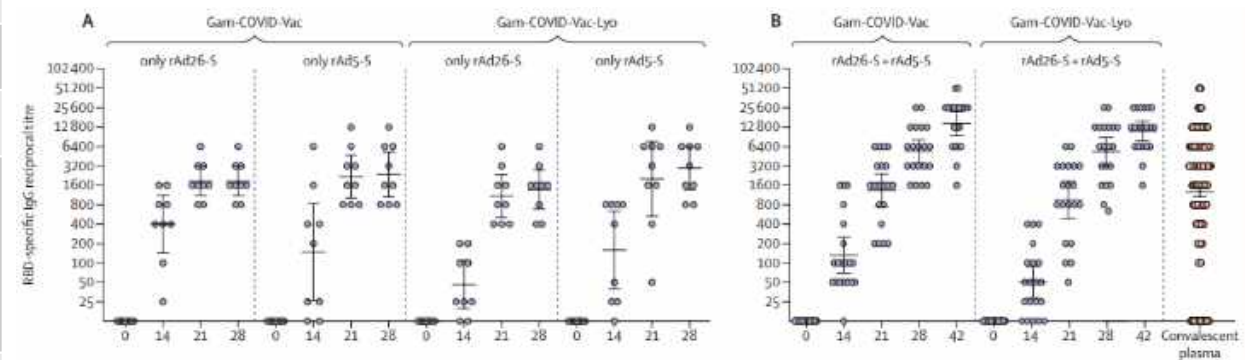 A
Gam-COVID-Vac
Gam-COVID-Vac-Lyo
only rAd26-S
only rAd5-S
only rAd26-S
only rAd5-S
RBD-specific IgG reciprocal titre
102400
51200
25600
12800
6400
3200
1600
800
400
200
100
50
25
0 14 21 28 0 14 21 28 0 14 21 28 0 14 21 28
B
Gam-COVID-Vac
Gam-COVID-Vac-Lyo
rAd26-S + rAd5-S
rAd26-S + rAd5-S
102400
51200
25600
12800
6400
3200
1600
800
400
200
100
50
25
0 14 21 28 42 0 14 21 28 42 Convalescent
plasma